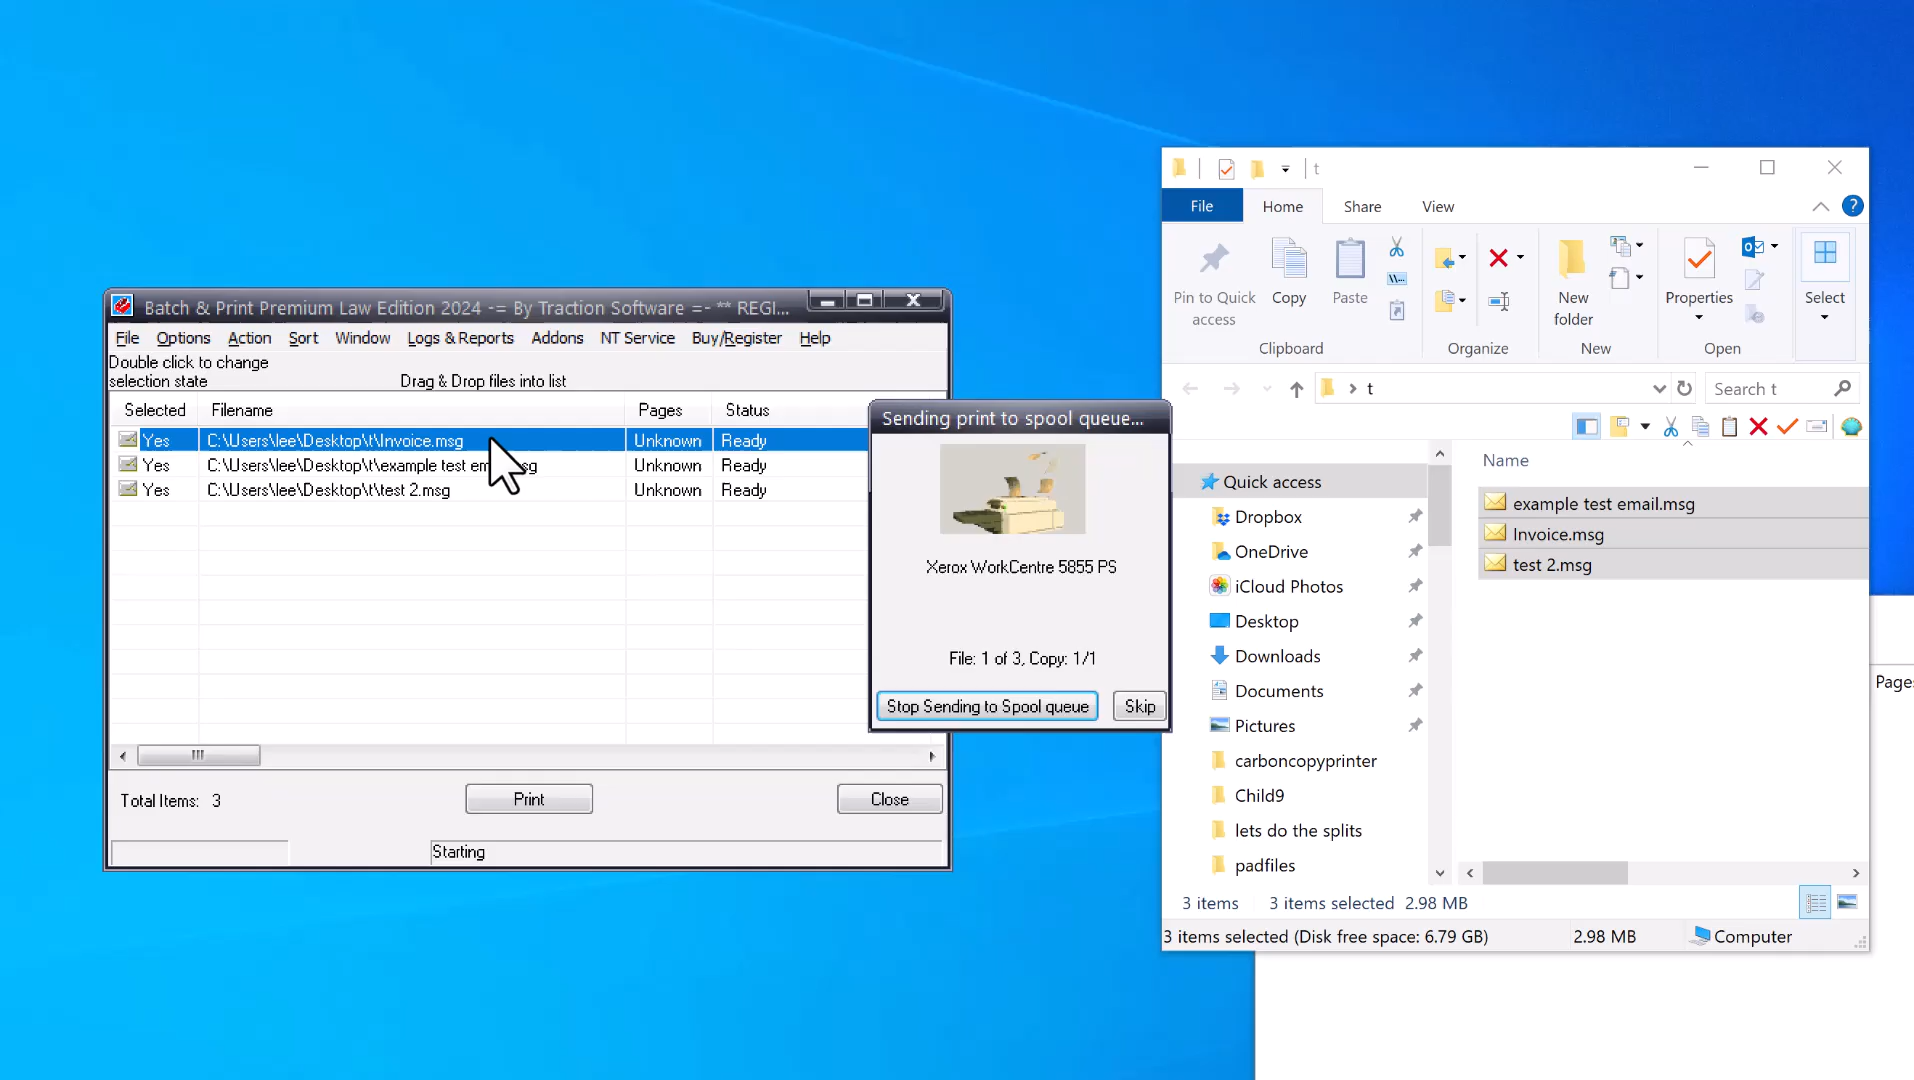 Batch & Print Premium Law Edition 2024 -= By Traction Software =- ** REGI...
File Options Action Sort Window Logs & Reports Addons NT Service Buy/Register Help
Double click to change
selection state
Drag & Drop files into list
Selected Filename Pages Status
Yes C:\Users\lee\Desktop\t\Invoice.msg Unknown Ready
Yes C:\Users\lee\Desktop\t\example test em sg Unknown Ready
Yes C:\Users\lee\Desktop\t\test 2.msg Unknown Ready
Total Items: 3
Print
Close
Starting
Sending print to spool queue...
Xerox WorkCentre 5855 PS
File: 1 of 3, Copy: 1/1
Stop Sending to Spool queue
Skip
t
File Home Share View
Pin to Quick
access
Copy
Paste
New
folder
Properties
Select
Clipboard
Organize
New
Open
t
Search t
Name
Quick access
Dropbox
OneDrive
iCloud Photos
Desktop
Downloads
Documents
Pictures
carboncopyprinter
Child9
lets do the splits
padfiles
example test email.msg
Invoice.msg
test 2.msg
3 items 3 items selected 2.98 MB
3 items selected (Disk free space: 6.79 GB) 2.98 MB Computer
Pages